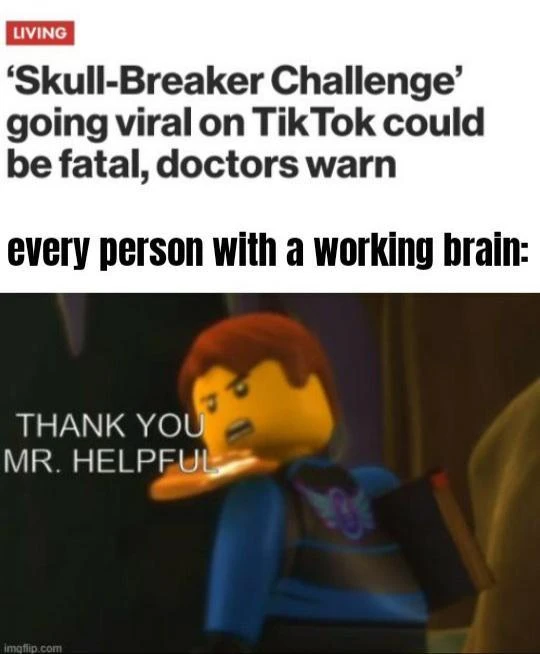 LIVING
‘Skull-Breaker Challenge’
going viral on TikTok could
be fatal, doctors warn
every person with a working brain:
THANK YOU
MR. HELPFUL
imgflip.com